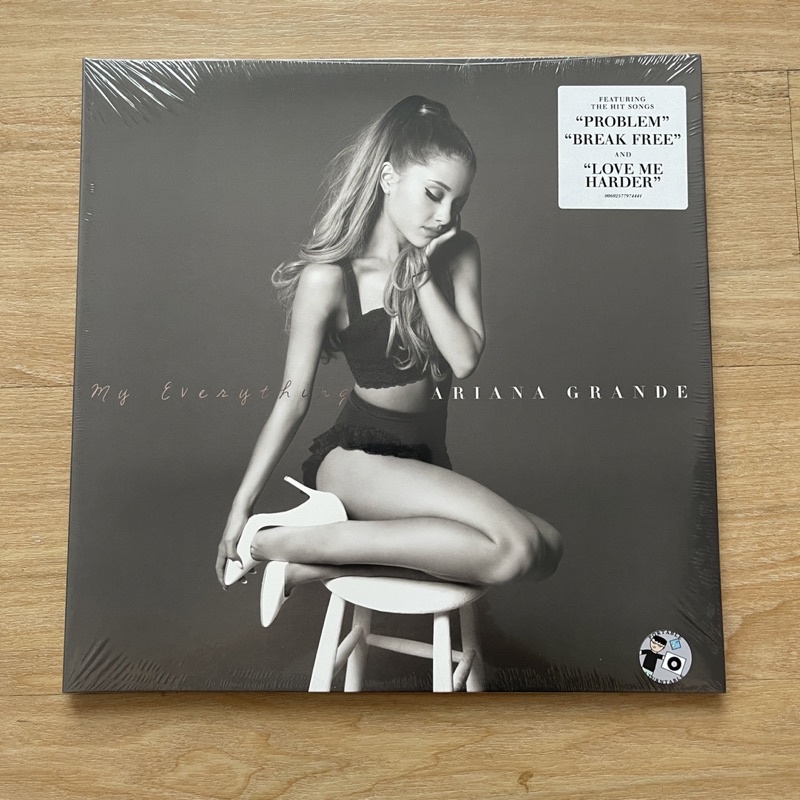 FEATURING
THE HIT SONGS
“PROBLEM”
“BREAK FREE”
AND
“LOVE ME
HARDER”
My Everything
ARIANA GRANDE